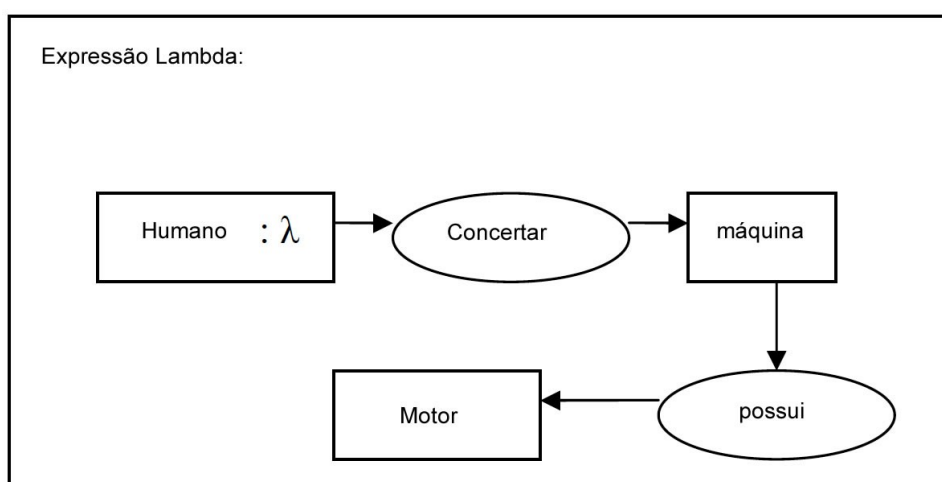 Expressão Lambda:
Humano : λ
Concertar
máquina
possui
Motor